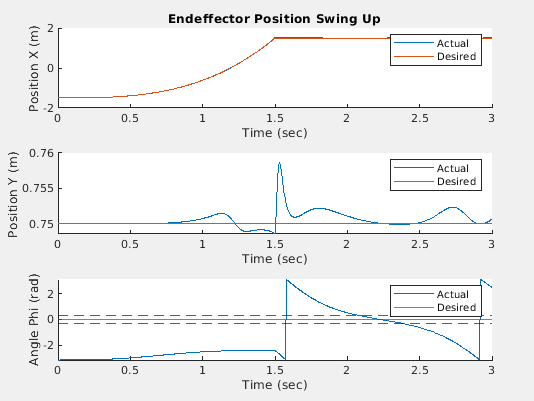 Endeffector Position Swing Up
Position X (m)
2
0
-2
Actual
Desired
0 0.5 1 1.5 2 2.5 3
Time (sec)
Position Y (m)
0.76
0.755
0.75
Actual
Desired
0 0.5 1 1.5 2 2.5 3
Time (sec)
Angle Phi (rad)
2
0
-2
Actual
Desired
0 0.5 1 1.5 2 2.5 3
Time (sec)